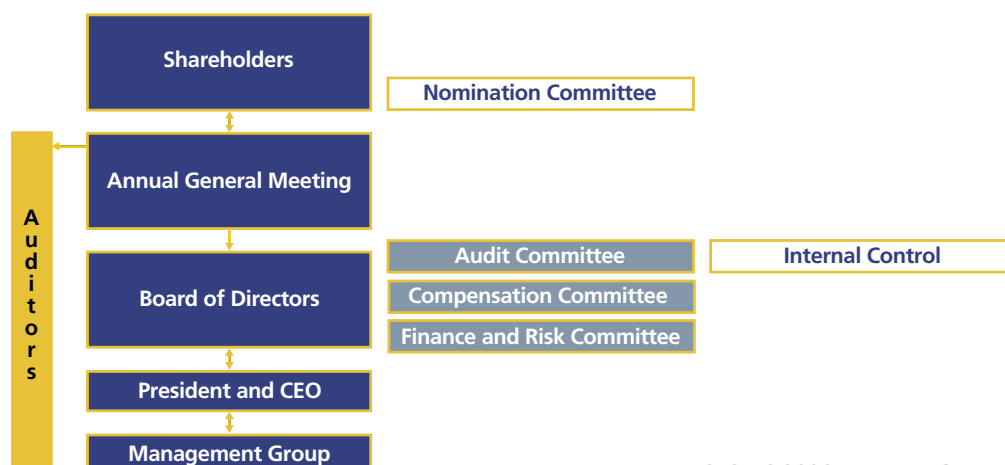 Shareholders
Nomination Committee
Annual General Meeting
Auditors
Audit Committee
Internal Control
Board of Directors
Compensation Committee
Finance and Risk Committee
President and CEO
Management Group